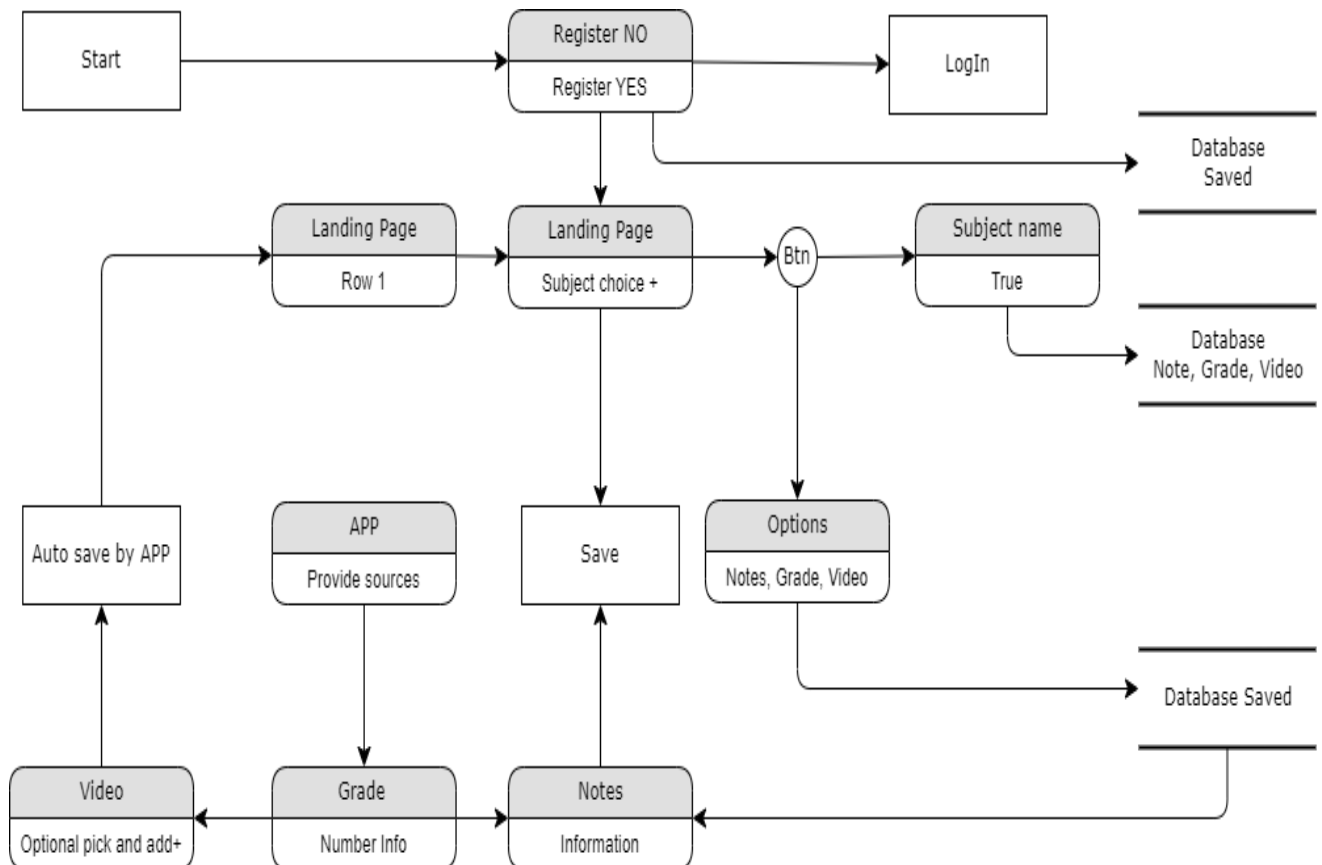 Start
Register NO
Register YES
LogIn
Database
Saved
Landing Page
Row 1
Landing Page
Subject choice +
Btn
Subject name
True
Database
Note, Grade, Video
Auto save by APP
APP
Provide sources
Save
Options
Notes, Grade, Video
Database Saved
Video
Optional pick and add+
Grade
Number Info
Notes
Information